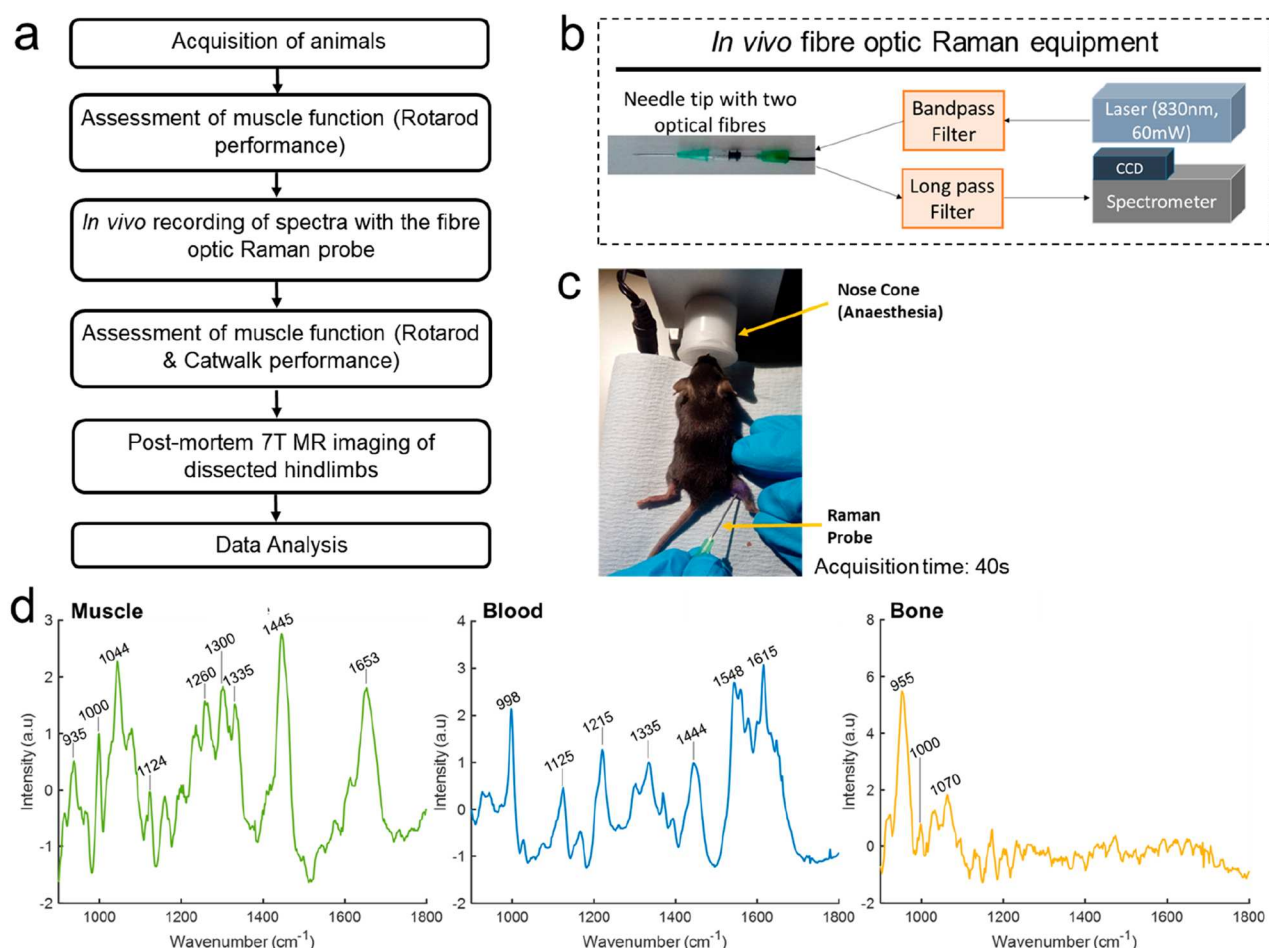 a
Acquisition of animals
Assessment of muscle function (Rotarod
performance)
In vivo recording of spectra with the fibre
optic Raman probe
Assessment of muscle function (Rotarod
& Catwalk performance)
Post-mortem 7T MR imaging of
dissected hindlimbs
Data Analysis
b
In vivo fibre optic Raman equipment
Needle tip with two
optical fibres
Bandpass
Filter
Long pass
Filter
Laser (830nm,
60mW)
CCD
Spectrometer
c
Nose Cone
(Anaesthesia)
Raman
Probe
Acquisition time: 40s
d
Muscle
Intensity (a.u)
3
2
1
0
-1
-2
935
1000
1044
1124
1260
1300
1335
1445
1653
1000
1200
1400
1600
1800
Wavenumber (cm⁻¹)
Blood
Intensity (a.u)
4
3
2
1
0
-1
-2
998
1125
1215
1335
1444
1548
1615
1000
1200
1400
1600
1800
Wavenumber (cm⁻¹)
Bone
Intensity (a.u)
8
6
4
2
0
-2
955
1000
1070
1000
1200
1400
1600
1800
Wavenumber (cm⁻¹)